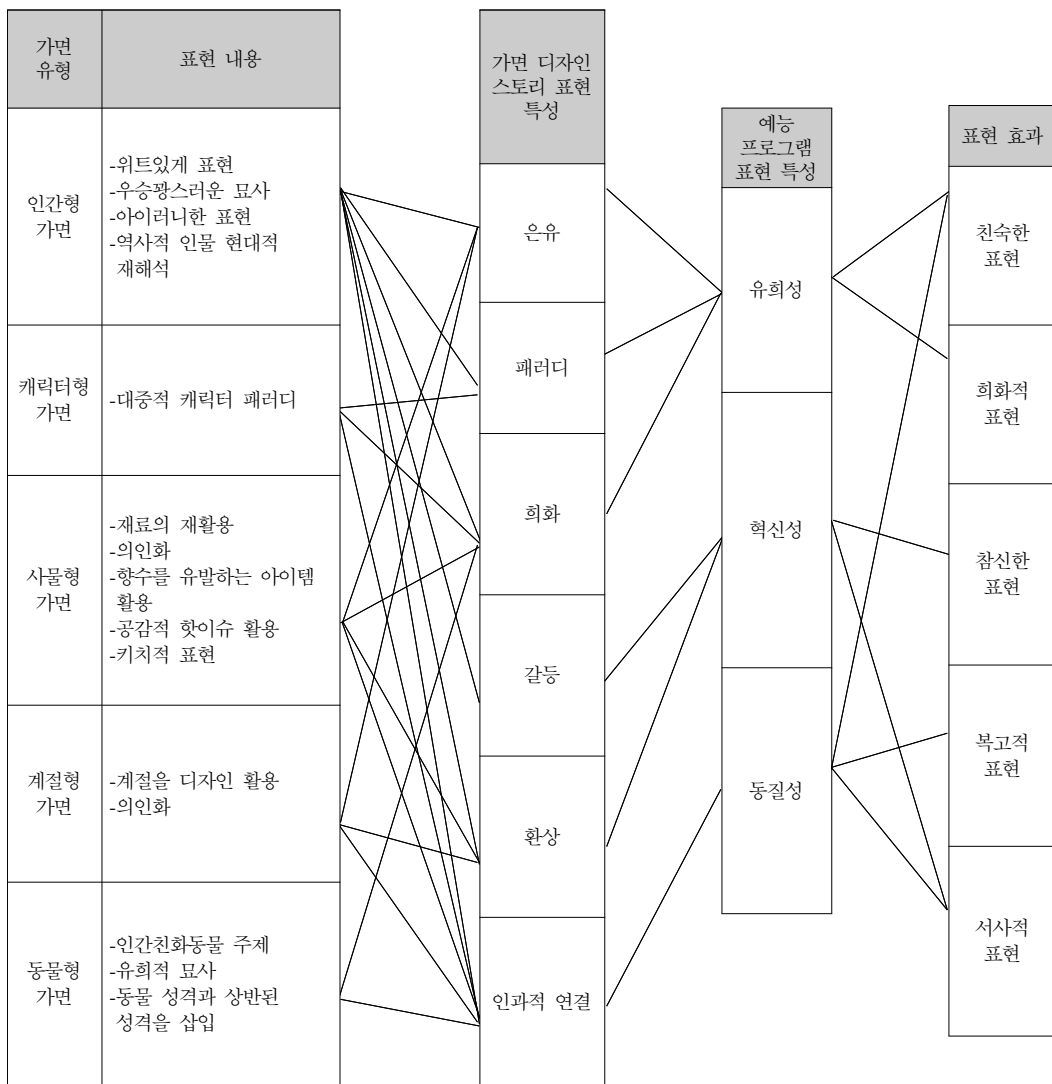 가면
유형
표현 내용
인간형
가면
-위트있게 표현
-우승꽝스러운 묘사
-아이러니한 표현
-역사적 인물 현대적
재해석
캐릭터형
가면
-대중적 캐릭터 패러디
사물형
가면
-재료의 재활용
-의인화
-향수를 유발하는 아이템
활용
-공감적 핫이슈 활용
-키치적 표현
계절형
가면
-계절을 디자인 활용
-의인화
동물형
가면
-인간친화동물 주제
-유희적 묘사
-동물 성격과 상반된
성격을 삽입
가면 디자인
스토리 표현
특성
은유
패러디
희화
갈등
환상
인과적 연결
예능
프로그램
표현 특성
유희성
혁신성
동질성
표현 효과
친숙한
표현
희화적
표현
참신한
표현
복고적
표현
서사적
표현